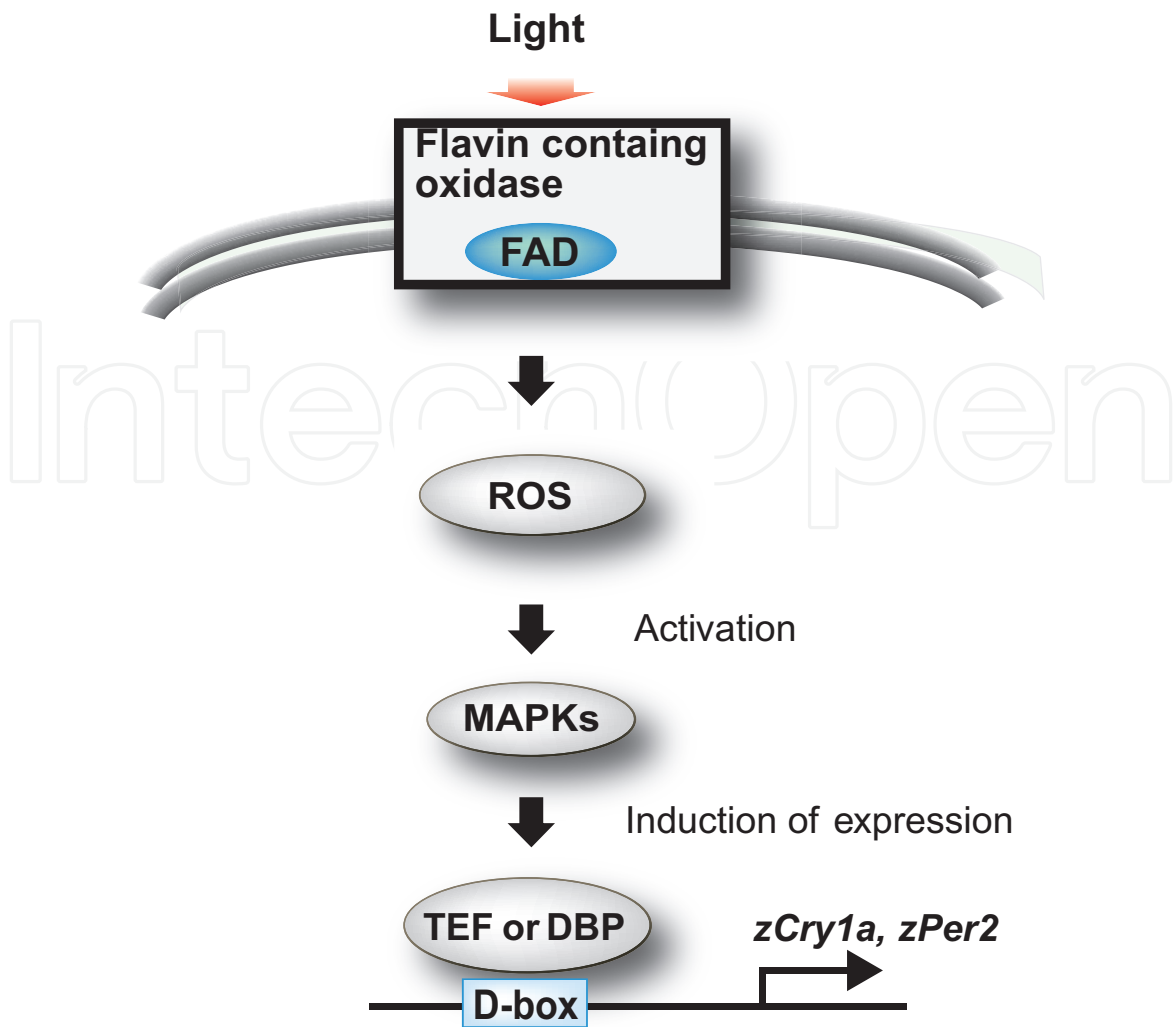 Light
Flavin containg
oxidase
FAD
IntechOpen
ROS
Activation
MAPKs
Induction of expression
TEF or DBP
zCry1a, zPer2
D-box